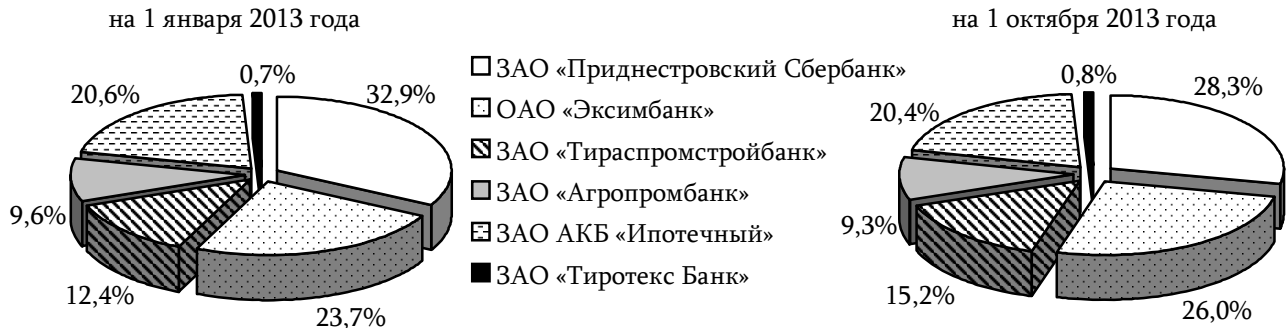 на 1 января 2013 года
20,6%
0,7%
32,9%
9,6%
12,4%
23,7%
ЗАО «Приднестровский Сбербанк»
ОАО «Эксимбанк»
ЗАО «Тираспромстройбанк»
ЗАО «Агропромбанк»
ЗАО АКБ «Ипотечный»
ЗАО «Тиротекс Банк»
на 1 октября 2013 года
20,4%
0,8%
28,3%
9,3%
15,2%
26,0%